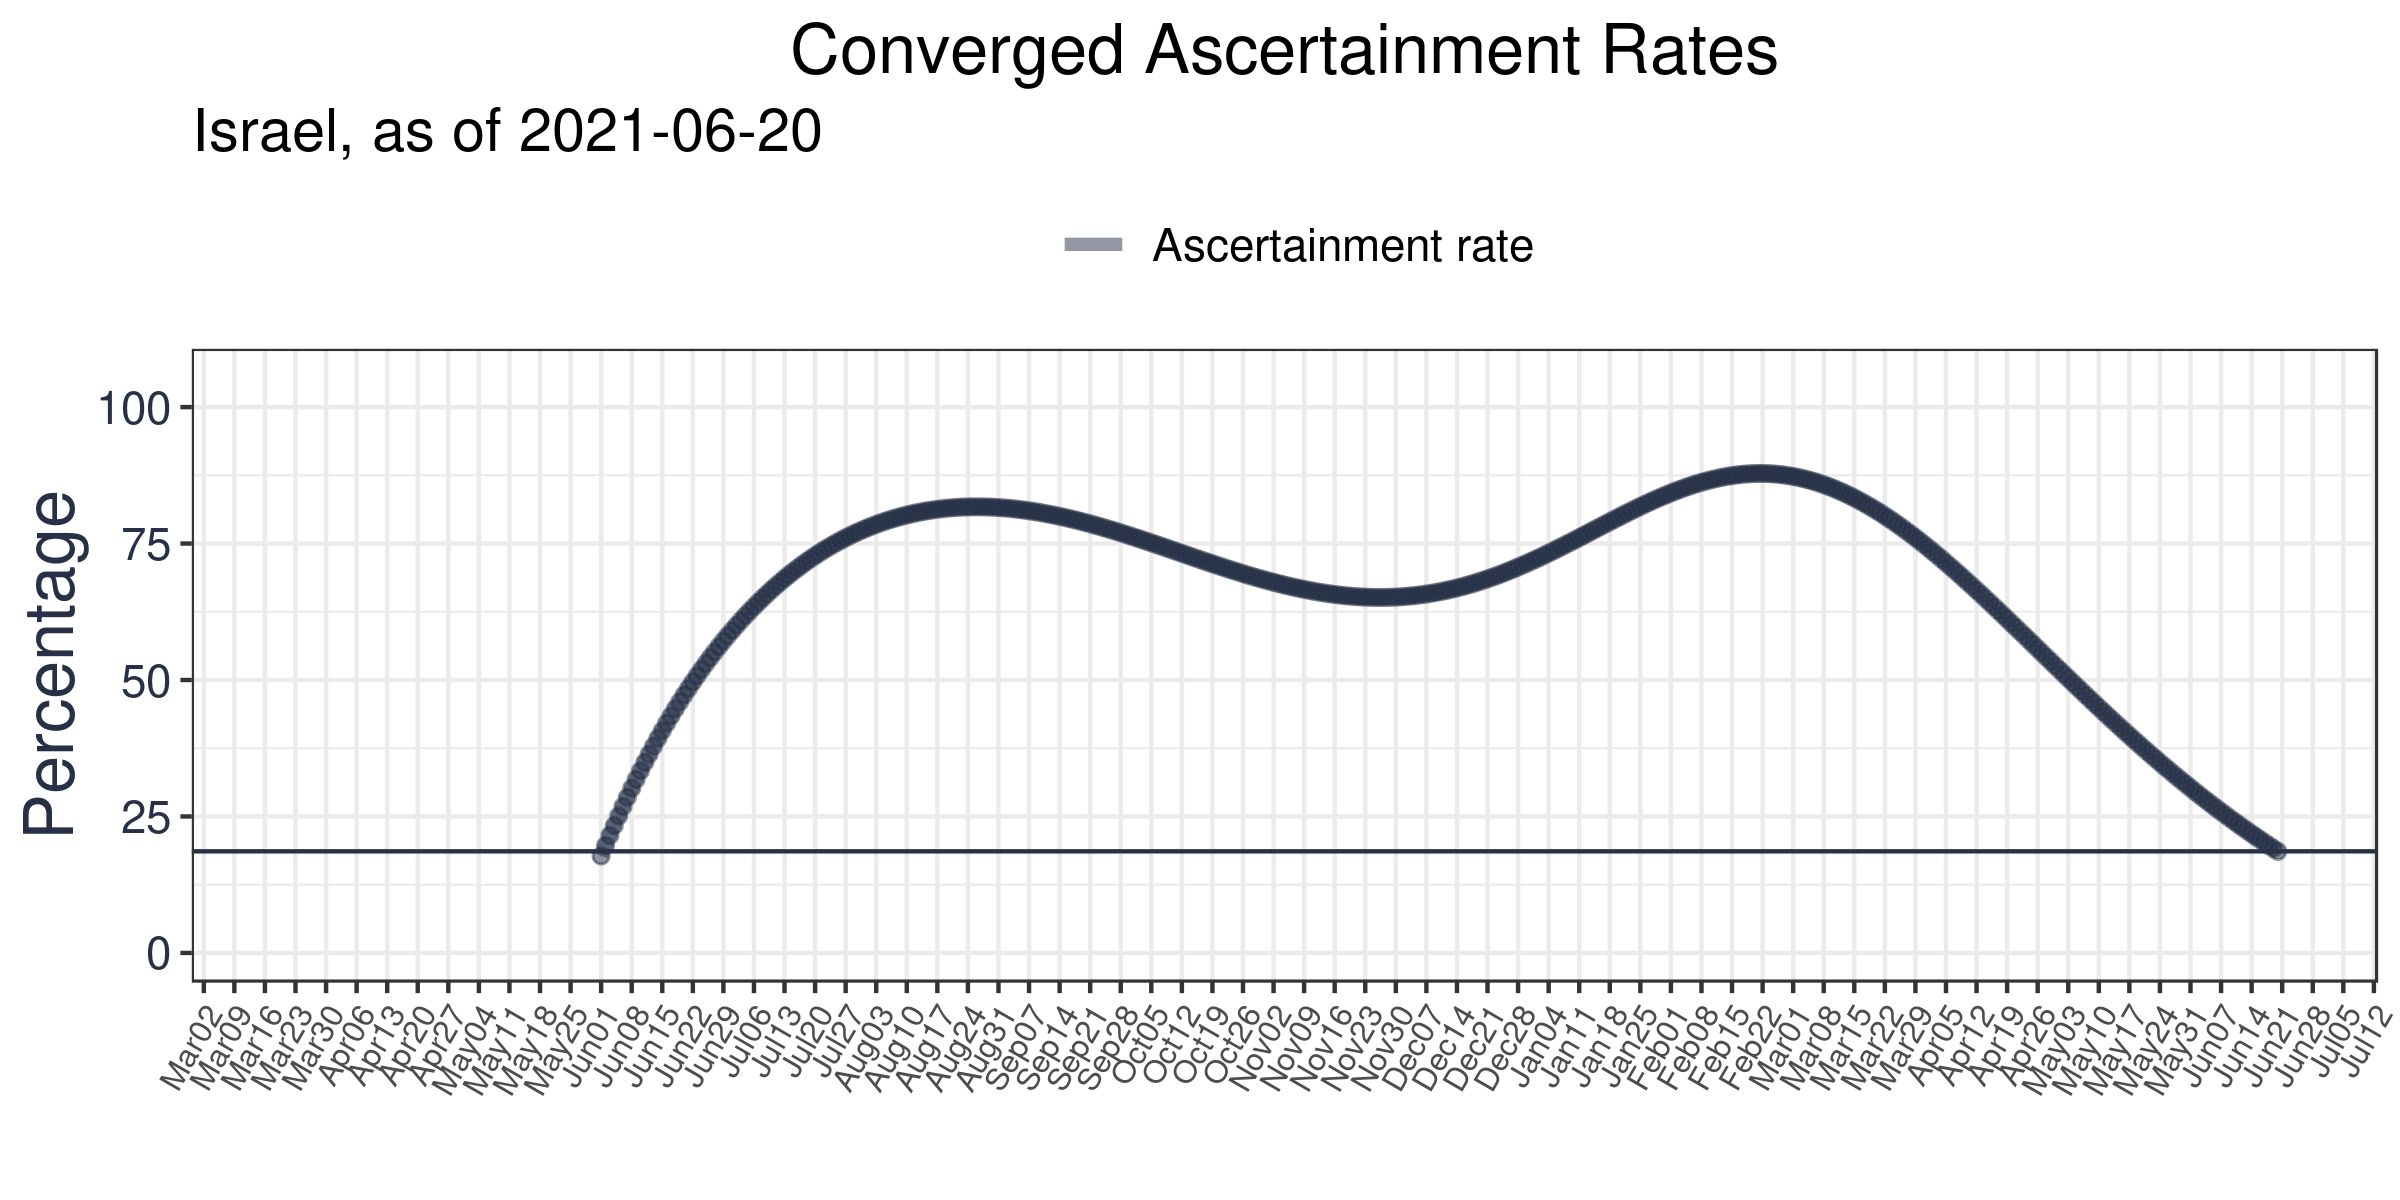 Converged Ascertainment Rates
Israel, as of 2021-06-20
Ascertainment rate
Percentage
100
75
50
25
0
Mar02
Mar09
Mar16
Mar23
Mar30
Apr06
Apr13
Apr20
Apr27
May04
May11
May18
May25
Jun01
Jun08
Jun15
Jun22
Jun29
Jul06
Jul13
Jul20
Jul27
Aug03
Aug10
Aug17
Aug24
Aug31
Sep07
Sep14
Sep21
Sep28
Oct05
Oct12
Oct19
Oct26
Nov02
Nov09
Nov16
Nov23
Nov30
Dec07
Dec14
Dec21
Dec28
Jan04
Jan11
Jan18
Jan25
Feb01
Feb08
Feb15
Feb22
Mar01
Mar08
Mar15
Mar22
Mar29
Apr05
Apr12
Apr19
Apr26
May03
May10
May17
May24
May31
Jun07
Jun14
Jun21
Jun28
Jul05
Jul12